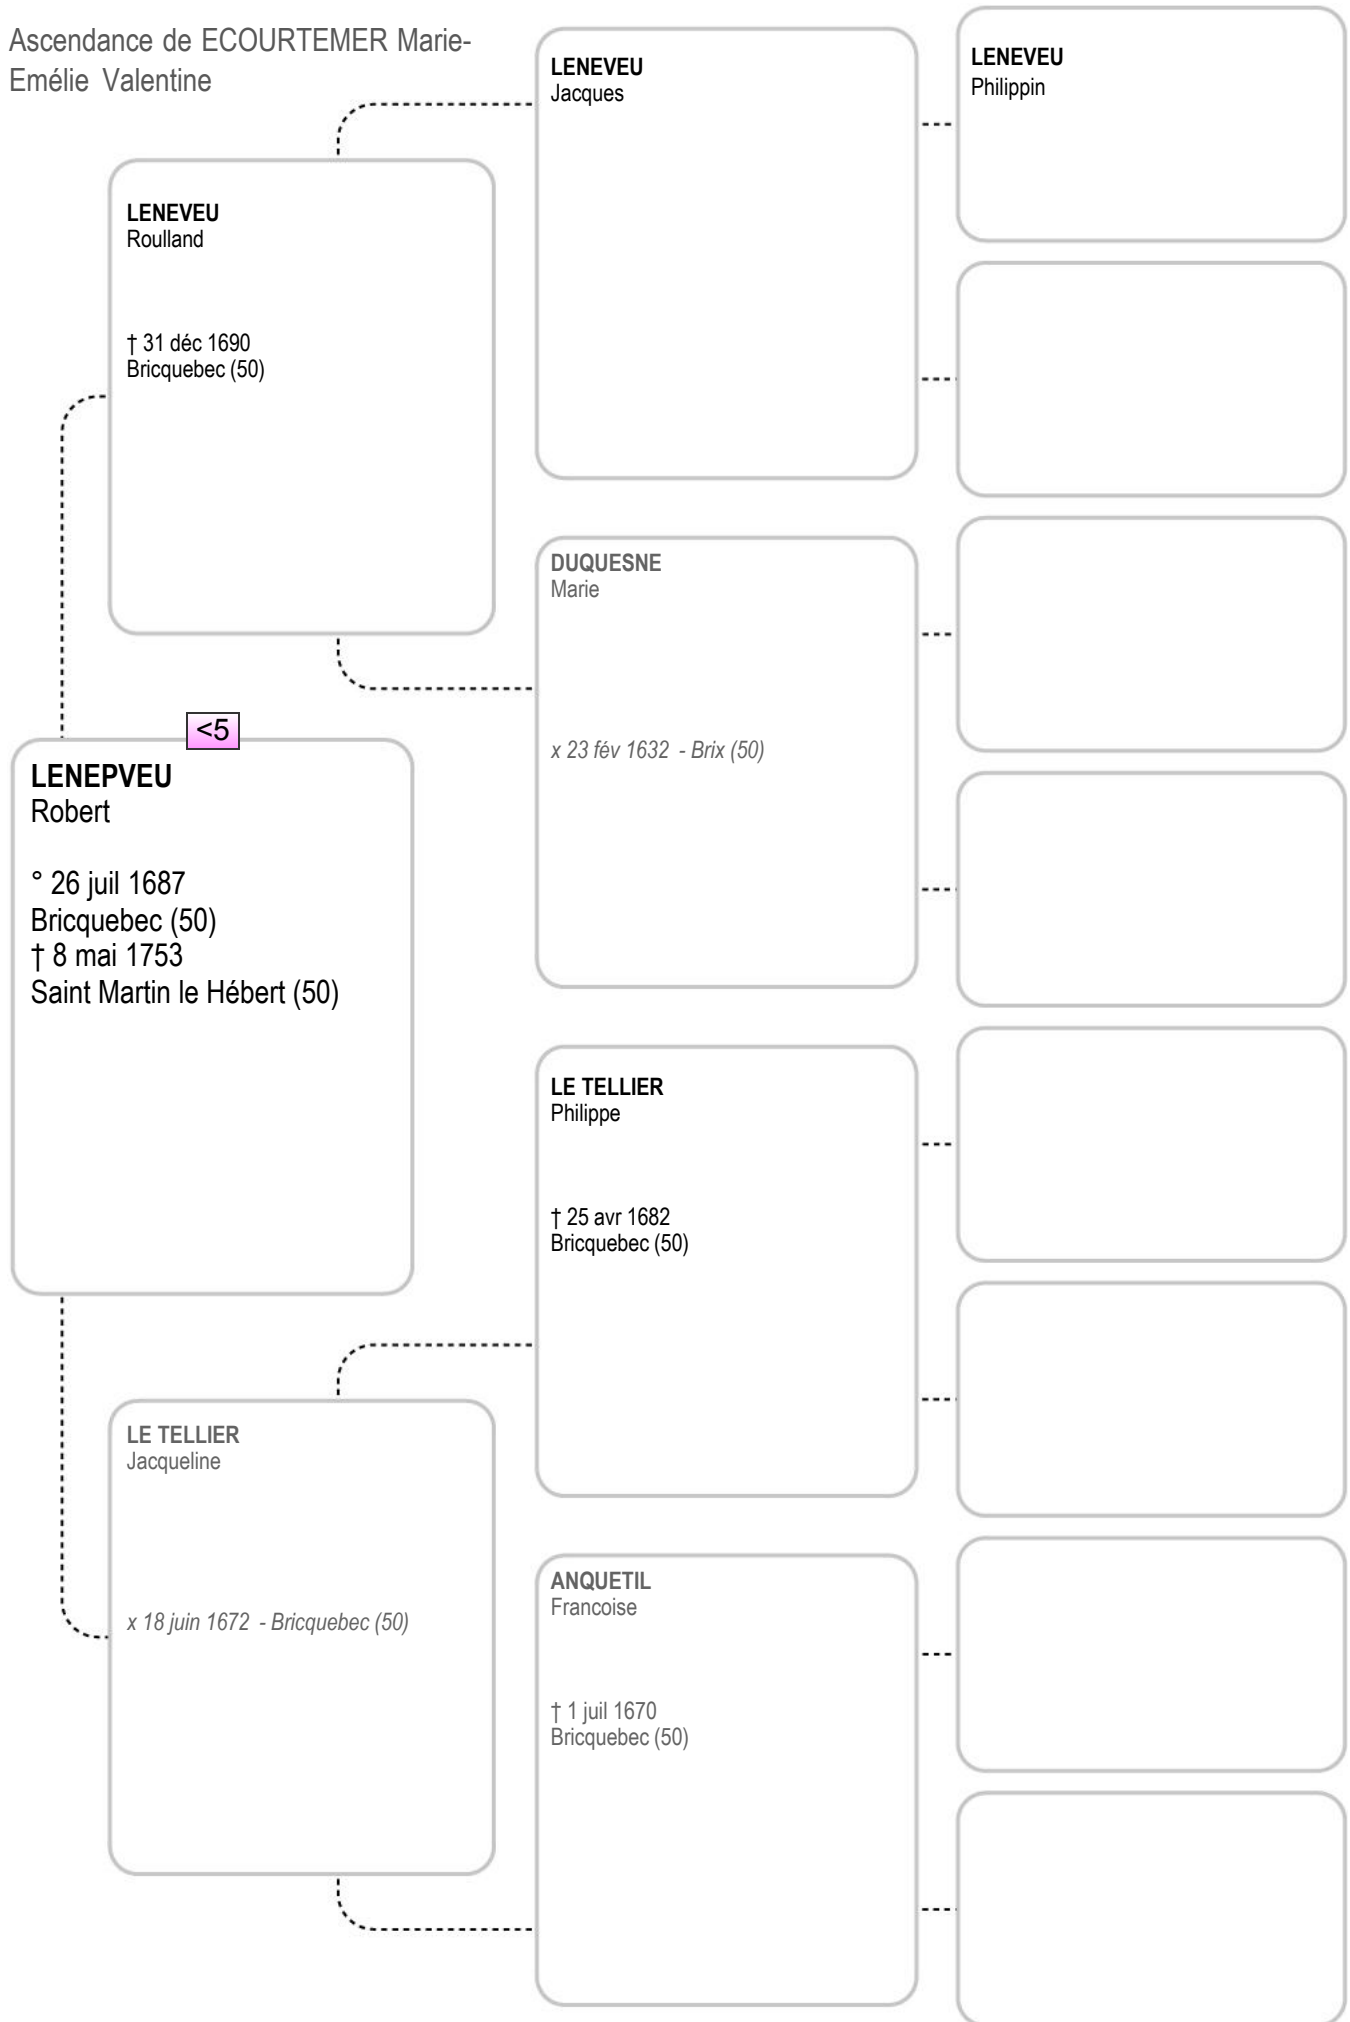 Ascendance de ECOURTEMER Marie-
Emélie Valentine
LENEVEU
Jacques
LENEVEU
Philippin
LENEVEU
Roulland
† 31 déc 1690
Bricquebec (50)
DUQUESNE
Marie
x 23 fév 1632 - Brix (50)
<5
LENEPVEU
Robert
° 26 juil 1687
Bricquebec (50)
† 8 mai 1753
Saint Martin le Hébert (50)
LE TELLIER
Philippe
† 25 avr 1682
Bricquebec (50)
LE TELLIER
Jacqueline
x 18 juin 1672 - Bricquebec (50)
ANQUETIL
Francoise
† 1 juil 1670
Bricquebec (50)